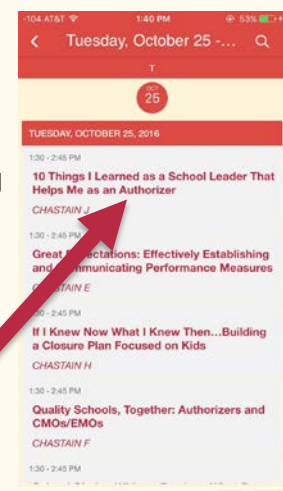 -104 AT&T 1:40 PM 53%
Tuesday, October 25 -...
T
OCT
25
TUESDAY, OCTOBER 25, 2016
1:30 - 2:45 PM
10 Things I Learned as a School Leader That
Helps Me as an Authorizer
CHASTAIN J
1:30 - 2:45 PM
Great Expectations: Effectively Establishing
and Communicating Performance Measures
CHASTAIN E
1:30 - 2:45 PM
If I Knew Now What I Knew Then...Building
a Closure Plan Focused on Kids
CHASTAIN H
1:30 - 2:45 PM
Quality Schools, Together: Authorizers and
CMOs/EMOs
CHASTAIN F
1:30 - 2:45 PM